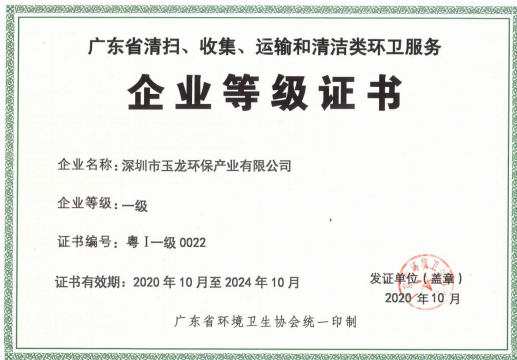 广东省清扫、收集、运输和清洁类环卫服务
企业等级证书
企业名称：深圳市玉龙环保产业有限公司
企业等级：一级
证书编号：粤 I一级 0022
证书有效期：2020 年 10 月至 2024 年 10 月
发证单位（盖章）
2020 年 10 月
广东省环境卫生协会统一印制